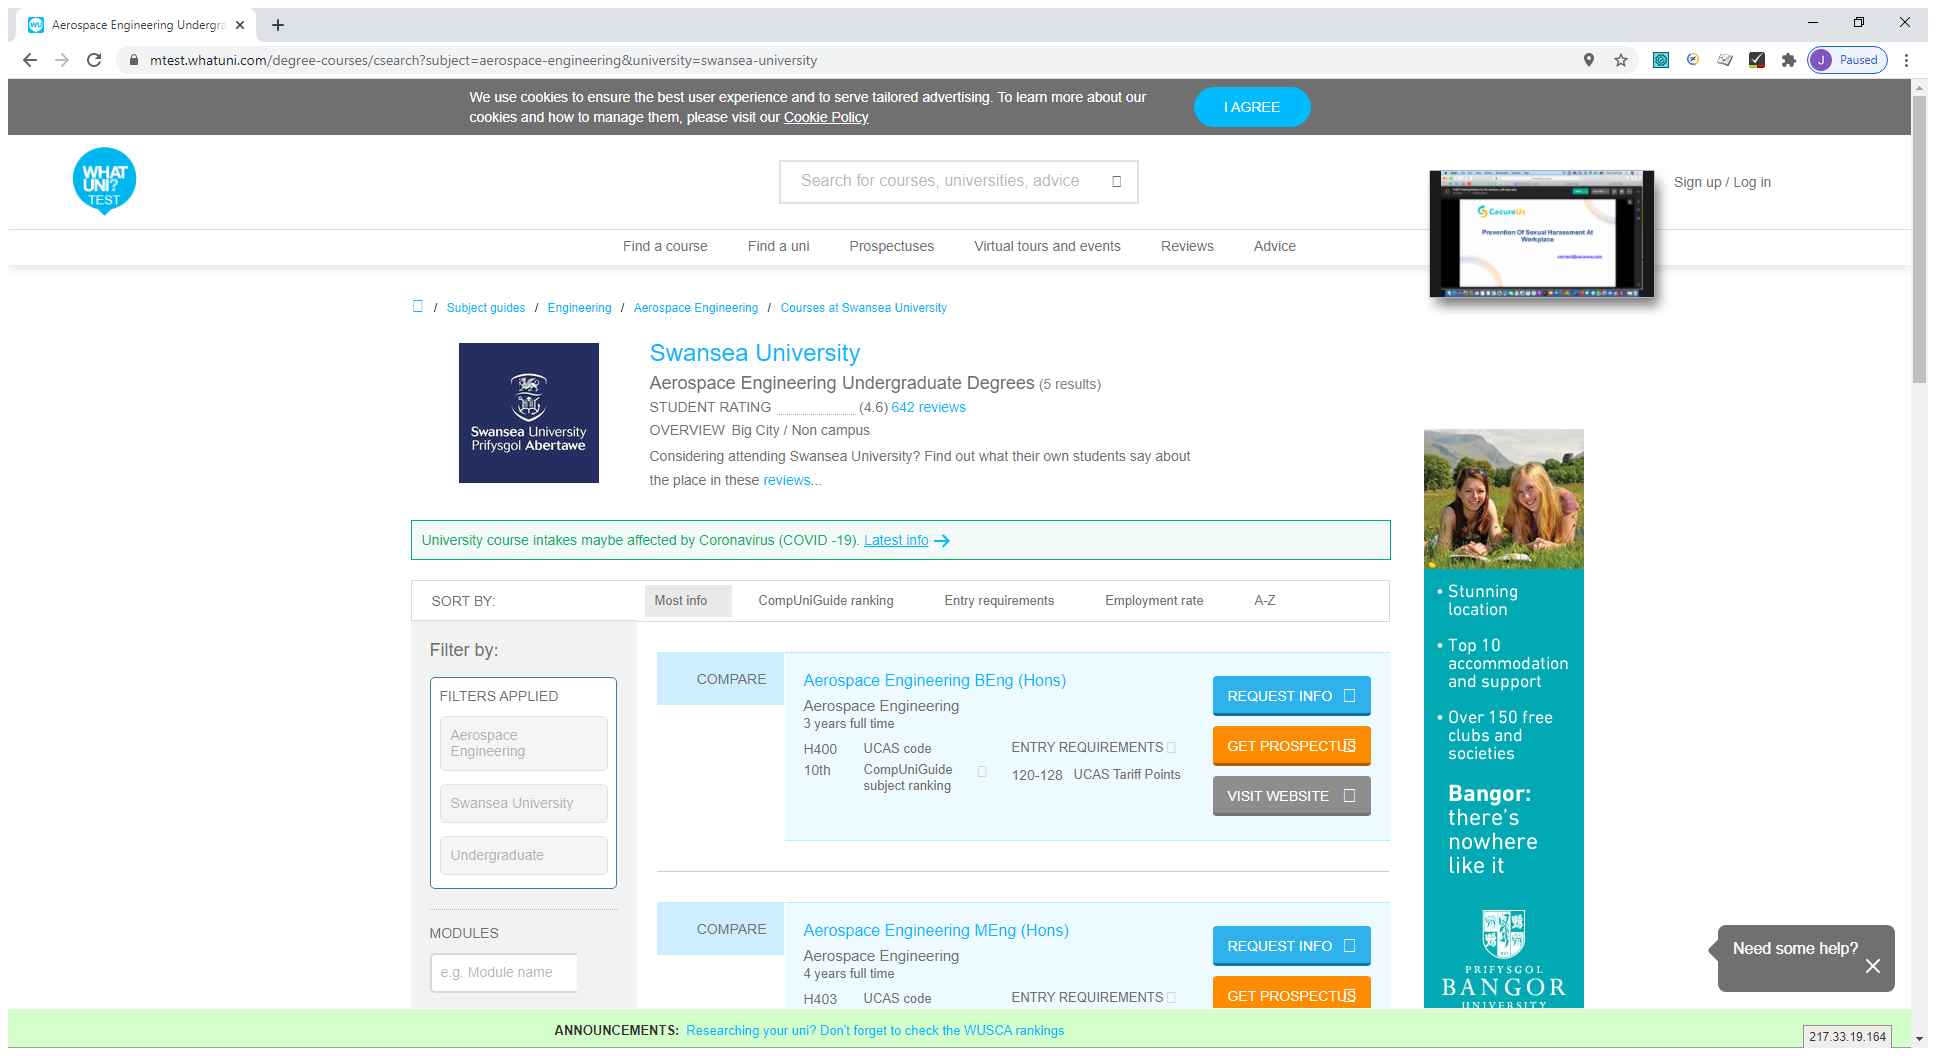 Aerospace Engineering Undergra
mtest.whatuni.com/degree-courses/csearch?subject=aerospace-engineering&university=swansea-university
J Paused
We use cookies to ensure the best user experience and to serve tailored advertising. To learn more about our
cookies and how to manage them, please visit our Cookie Policy
I AGREE
WHAT
UNI?
TEST
Search for courses, universities, advice
Sign up / Log in
CecureUs
Prevention Of Sexual Harassment At
Workplace
Find a course
Find a uni
Prospectuses
Virtual tours and events
Reviews
Advice
/ Subject guides / Engineering / Aerospace Engineering / Courses at Swansea University
Swansea University
Prifysgol Abertawe
Swansea University
Aerospace Engineering Undergraduate Degrees (5 results)
STUDENT RATING (4.6) 642 reviews
OVERVIEW Big City / Non campus
Considering attending Swansea University? Find out what their own students say about
the place in these reviews...
University course intakes maybe affected by Coronavirus (COVID -19). Latest info
SORT BY:
Most info
CompUniGuide ranking
Entry requirements
Employment rate
A-Z
Filter by:
FILTERS APPLIED
Aerospace
Engineering
Swansea University
Undergraduate
MODULES
e.g. Module name
COMPARE
Aerospace Engineering BEng (Hons)
Aerospace Engineering
3 years full time
H400 UCAS code
10th CompUniGuide
subject ranking
ENTRY REQUIREMENTS
120-128 UCAS Tariff Points
REQUEST INFO
GET PROSPECTUS
VISIT WEBSITE
COMPARE
Aerospace Engineering MEng (Hons)
Aerospace Engineering
4 years full time
H403 UCAS code
ENTRY REQUIREMENTS
REQUEST INFO
GET PROSPECTUS
• Stunning
location
• Top 10
accommodation
and support
• Over 150 free
clubs and
societies
Bangor:
there's
nowhere
like it
PRIFYSGOL
BANGOR
UNIVERSITY
Need some help?
ANNOUNCEMENTS: Researching your uni? Don't forget to check the WUSCA rankings
217.33.19.164